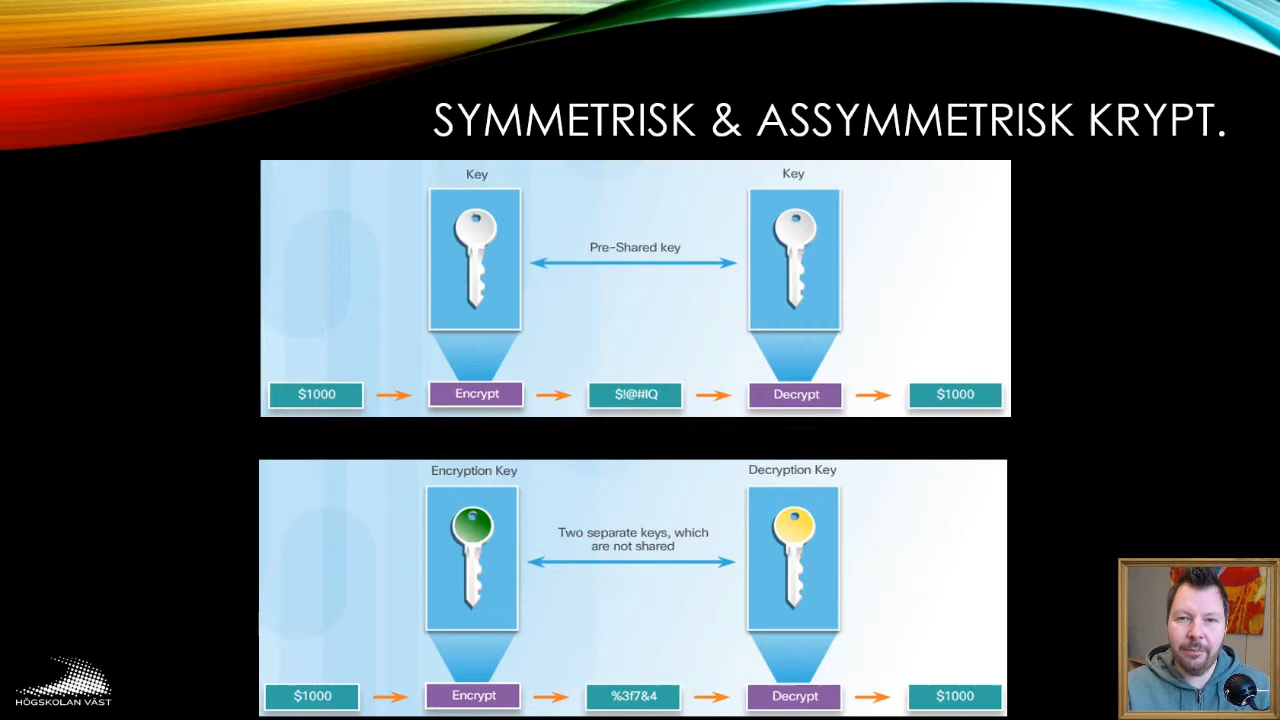 SYMMETRISK & ASSYMMETRISK KRYPT.
Key
Key
Pre-Shared key
$1000
Encrypt
$!@#IQ
Decrypt
$1000
Encryption Key
Decryption Key
Two separate keys, which
are not shared
$1000
Encrypt
%3f7&4
Decrypt
$1000
HÖGSKOLAN VÄST